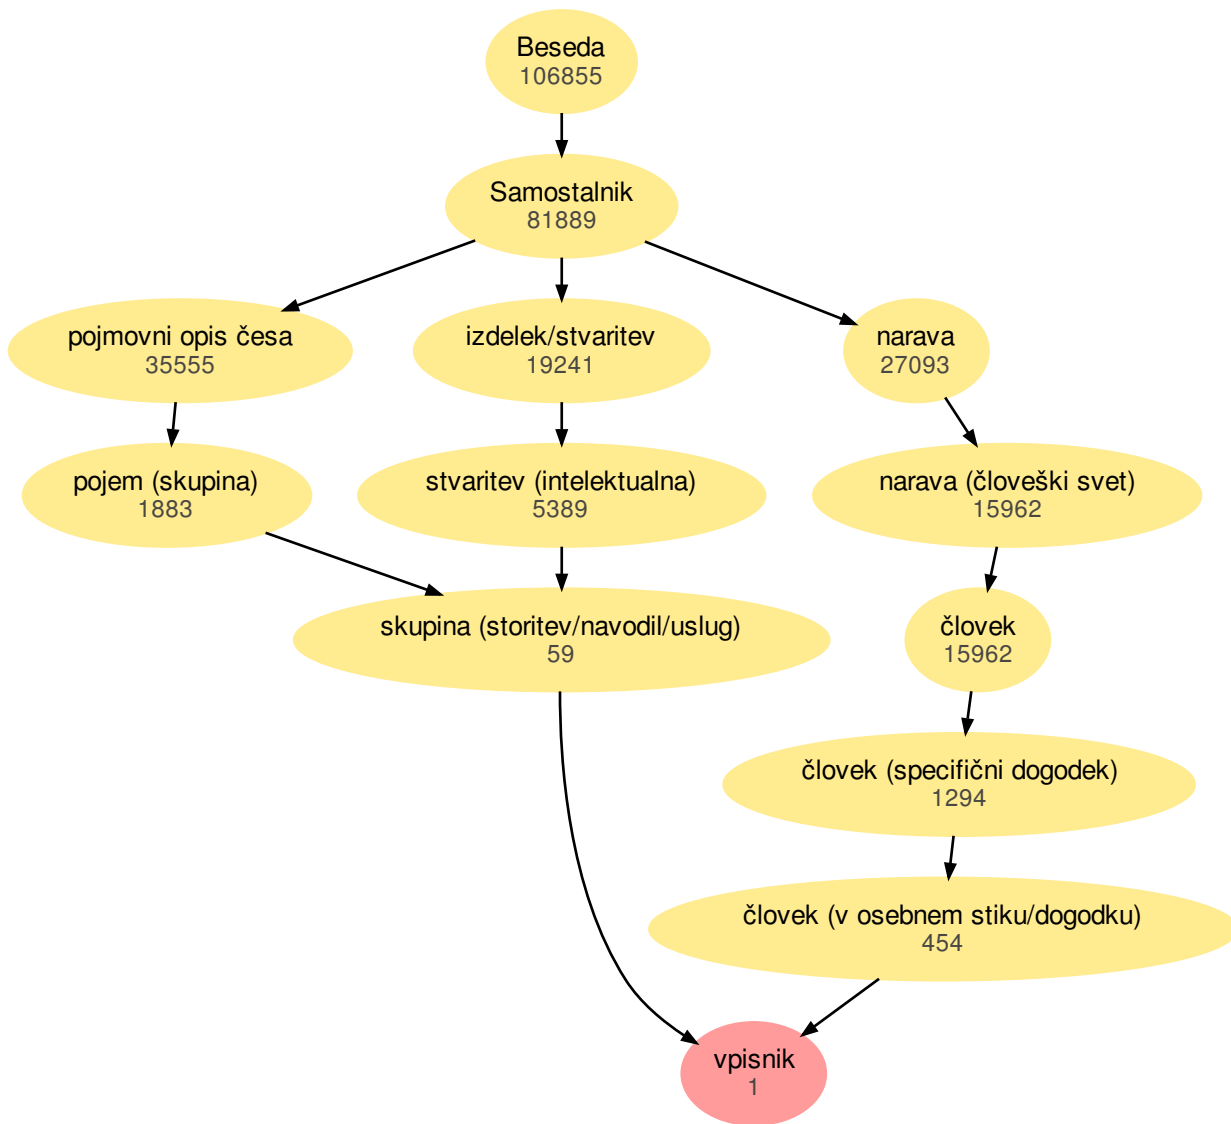 Beseda
106855
Samostalnik
81889
pojmovni opis česa
35555
izdelek/stvaritev
19241
narava
27093
pojem (skupina)
1883
stvaritev (intelektualna)
5389
narava (človeški svet)
15962
skupina (storitev/navodil/uslug)
59
človek
15962
človek (specifični dogodek)
1294
človek (v osebnem stiku/dogodku)
454
vpisnik
1